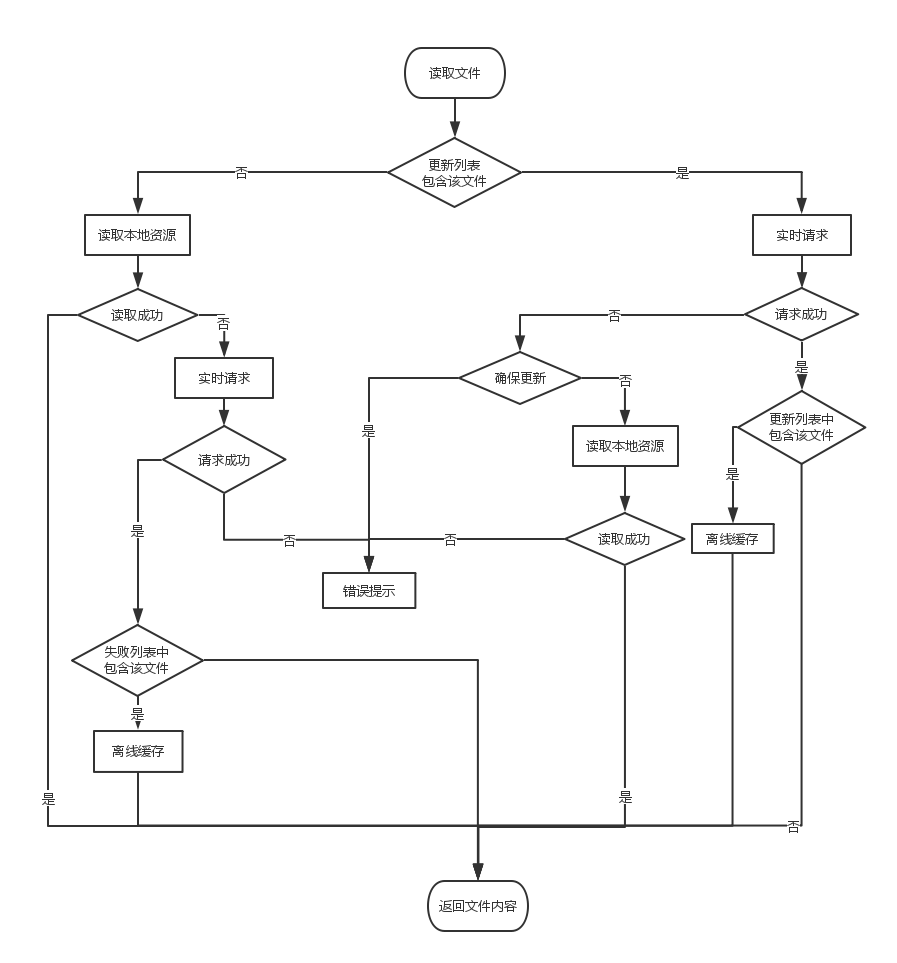 读取文件
更新列表
包含该文件
否
是
读取本地资源
实时请求
读取成功
否
否
请求成功
实时请求
确保更新
否
是
更新列表中
包含该文件
是
读取本地资源
请求成功
是
是
否
否
读取成功
离线缓存
错误提示
失败列表中
包含该文件
是
离线缓存
是
是
否
返回文件内容